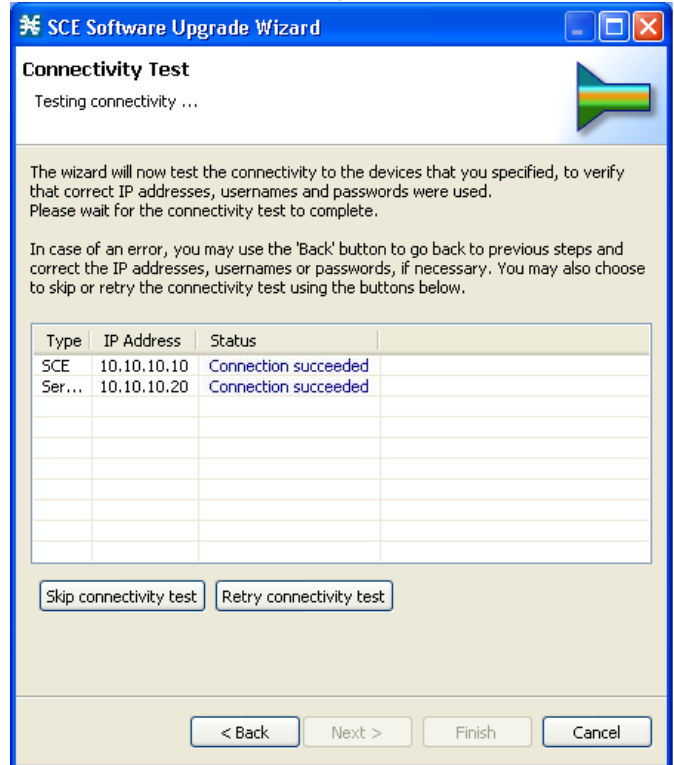 SCE Software Upgrade Wizard
Connectivity Test
Testing connectivity ...
The wizard will now test the connectivity to the devices that you specified, to verify
that correct IP addresses, usernames and passwords were used.
Please wait for the connectivity test to complete.
In case of an error, you may use the 'Back' button to go back to previous steps and
correct the IP addresses, usernames or passwords, if necessary. You may also choose
to skip or retry the connectivity test using the buttons below.
Type IP Address Status
SCE 10.10.10.10 Connection succeeded
Ser... 10.10.10.20 Connection succeeded
Skip connectivity test Retry connectivity test
< Back Next > Finish Cancel